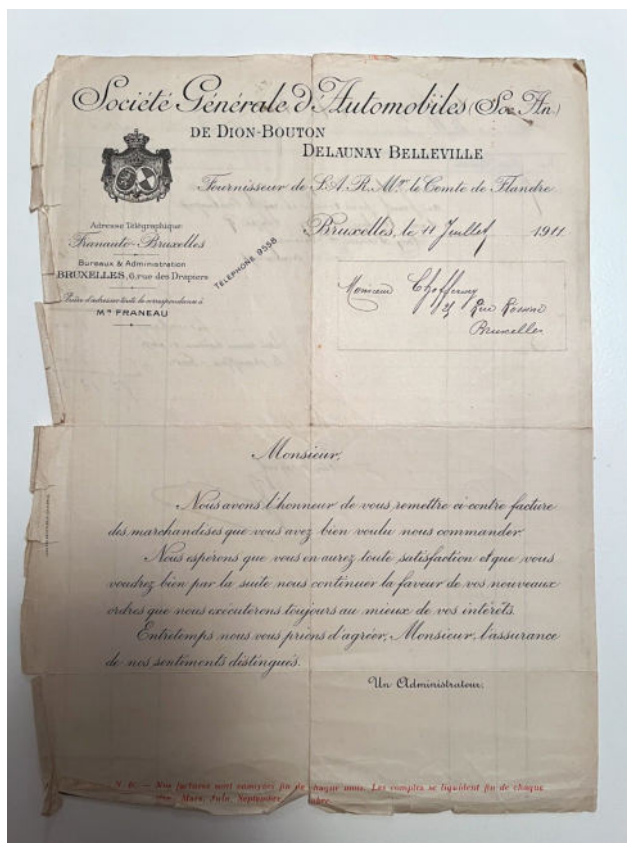 Société Générale d'Automobiles (Soc. An.)
DE DION-BOUTON
DELAUNAY BELLEVILLE
Fournisseur de S.A.R. Mgr le Comte de Flandre
Adresse Télégraphique
Franauto-Bruxelles
Bureaux & Administration
BRUXELLES, 6, rue des Drapiers
TÉLÉPHONE 9558
Prière d'adresser toute la correspondance à
Mr FRANEAU
Bruxelles, le 11 Juillet 1911
Monsieur
Rue
Bruxelles
Monsieur,
Nous avons l'honneur de vous remettre ci-contre facture
des marchandises que vous avez bien voulu nous commander
Nous espérons que vous en aurez toute satisfaction et que vous
voudrez bien par la suite nous continuer la faveur de vos nouveaux
ordres que nous exécuterons toujours au mieux de vos intérêts.
Entretemps nous vous prions d'agréer, Monsieur, l'assurance
de nos sentiments distingués.
Un Administrateur,
N. B. — Nos factures sont envoyées fin de chaque mois. Les comptes se liquident fin de chaque
Mars, Juin, Septembre